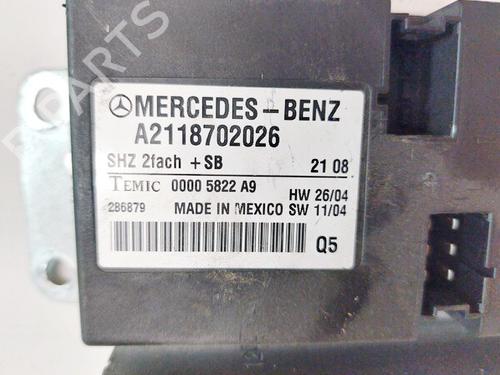 MERCEDES-BENZ
A2118702026
SHZ 2fach +SB 21 08
TEMIC 0000 5822 A9 HW 26/04
286879 MADE IN MEXICO SW 11/04
Q5